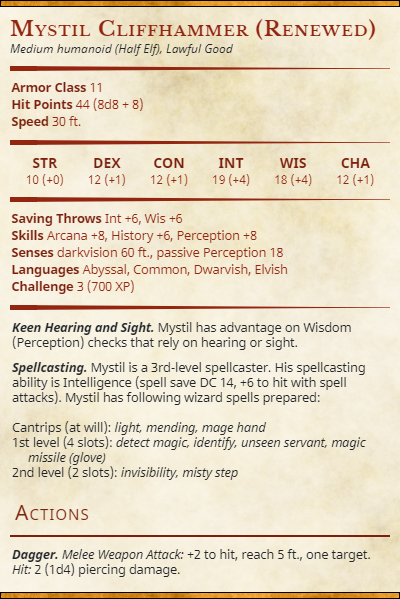 Mystil Cliffhammer (Renewed)
Medium humanoid (Half Elf), Lawful Good
Armor Class 11
Hit Points 44 (8d8 + 8)
Speed 30 ft.
STR DEX CON INT WIS CHA
10 (+0) 12 (+1) 12 (+1) 19 (+4) 18 (+4) 12 (+1)
Saving Throws Int +6, Wis +6
Skills Arcana +8, History +6, Perception +8
Senses darkvision 60 ft., passive Perception 18
Languages Abyssal, Common, Dwarvish, Elvish
Challenge 3 (700 XP)
Keen Hearing and Sight. Mystil has advantage on Wisdom
(Perception) checks that rely on hearing or sight.
Spellcasting. Mystil is a 3rd-level spellcaster. His spellcasting
ability is Intelligence (spell save DC 14, +6 to hit with spell
attacks). Mystil has following wizard spells prepared:
Cantrips (at will): light, mending, mage hand
1st level (4 slots): detect magic, identify, unseen servant, magic
missile (glove)
2nd level (2 slots): invisibility, misty step
Actions
Dagger. Melee Weapon Attack: +2 to hit, reach 5 ft., one target.
Hit: 2 (1d4) piercing damage.